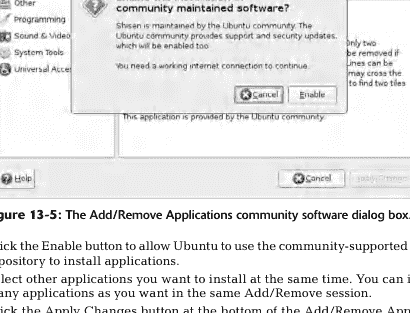 Other
Programming
Sound & Video
System Tools
Universal Acce
community maintained software?
Shisen is maintained by the Ubuntu community. The
Ubuntu community provides support and security updates,
which will be enabled too.
You need a working internet connection to continue.
Cancel
Enable
Only two
be removed if
ines can be
may cross the
to find two tiles
This application is provided by the Ubuntu community.
Help
Cancel
gure 13-5: The Add/Remove Applications community software dialog box.
ick the Enable button to allow Ubuntu to use the community-supported
pository to install applications.
lect other applications you want to install at the same time. You can i
any applications as you want in the same Add/Remove session.
ick the Apply Changes button at the bottom of the Add/Remove App